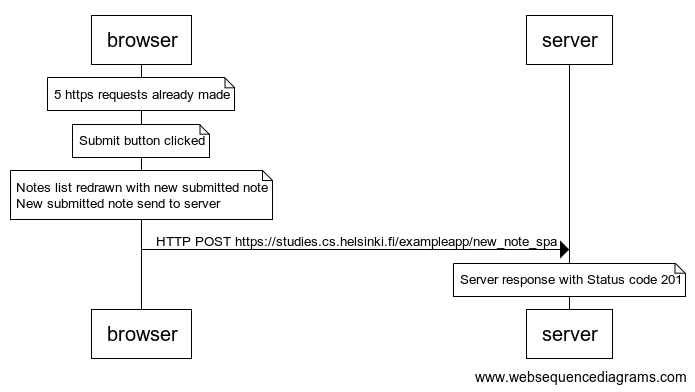 browser
server
5 https requests already made
Submit button clicked
Notes list redrawn with new submitted note
New submitted note send to server
HTTP POST https://studies.cs.helsinki.fi/exampleapp/new_note_spa
Server response with Status code 201
browser
server
www.websequencediagrams.com